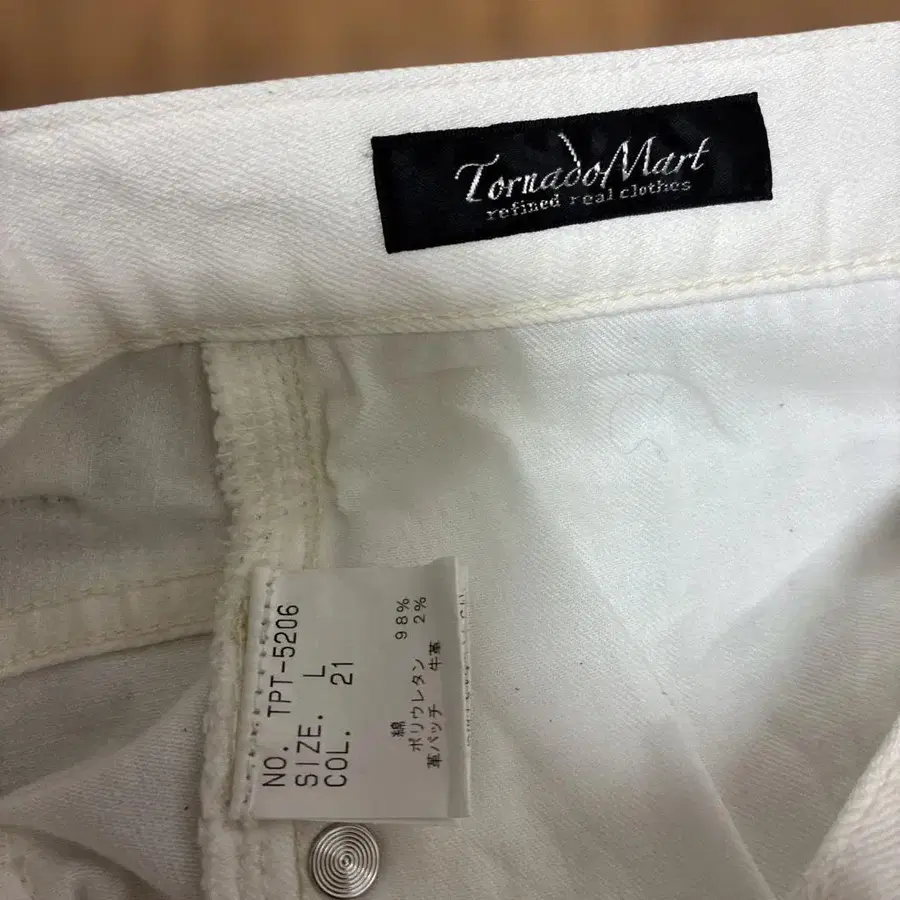 TornadoMart
refined real clothes
NO. TPT-5206
SIZE. L
COL. 21
綿 98%
ポリウレタン 2%
革パッチ 牛革